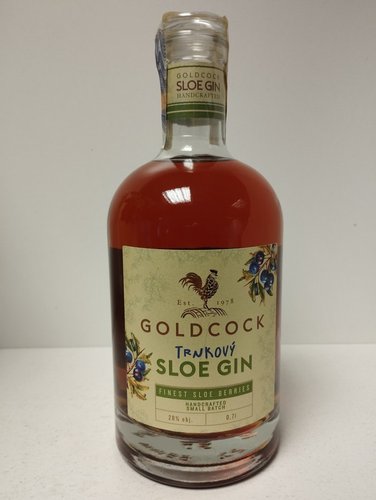 GOLDCOCK
SLOE GIN
HANDCRAFTED
Est. 1978
GOLDCOCK
TRNKOVÝ
SLOE GIN
FINEST SLOE BERRIES
HANDCRAFTED
SMALL BATCH
28% obj. 0,7l